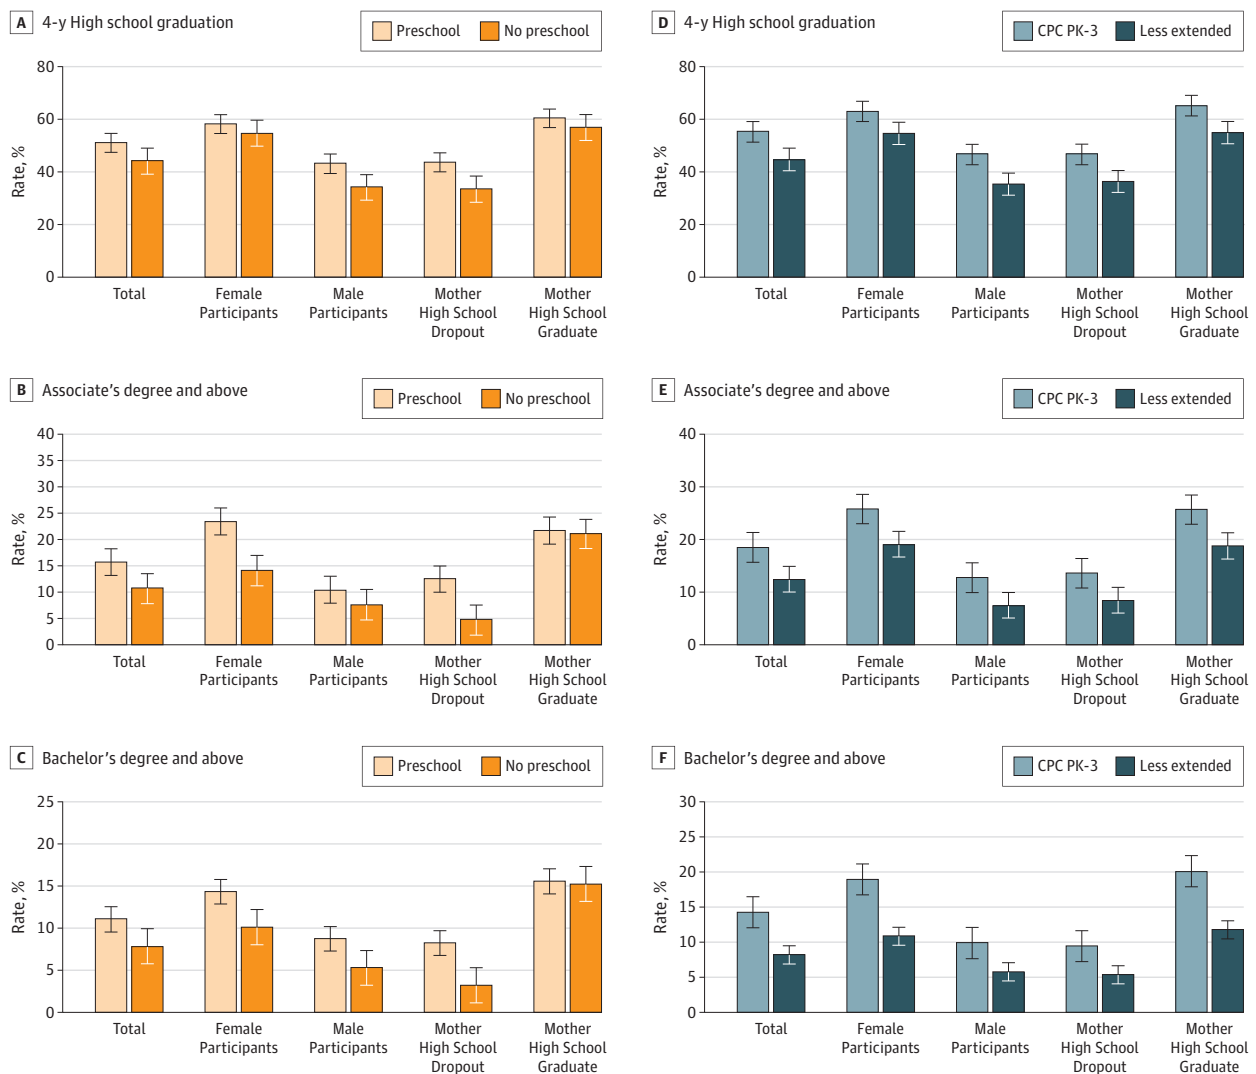 A 4-y High school graduation
Preschool No preschool
80
60
40
20
0
Rate, %
Total
Female
Participants
Male
Participants
Mother
High School
Dropout
Mother
High School
Graduate
D 4-y High school graduation
CPC PK-3 Less extended
80
60
40
20
0
Rate, %
Total
Female
Participants
Male
Participants
Mother
High School
Dropout
Mother
High School
Graduate
B Associate's degree and above
Preschool No preschool
40
35
30
25
20
15
10
5
0
Rate, %
Total
Female
Participants
Male
Participants
Mother
High School
Dropout
Mother
High School
Graduate
E Associate's degree and above
CPC PK-3 Less extended
40
30
20
10
0
Rate, %
Total
Female
Participants
Male
Participants
Mother
High School
Dropout
Mother
High School
Graduate
C Bachelor's degree and above
Preschool No preschool
25
20
15
10
5
0
Rate, %
Total
Female
Participants
Male
Participants
Mother
High School
Dropout
Mother
High School
Graduate
F Bachelor's degree and above
CPC PK-3 Less extended
30
25
20
15
10
5
0
Rate, %
Total
Female
Participants
Male
Participants
Mother
High School
Dropout
Mother
High School
Graduate